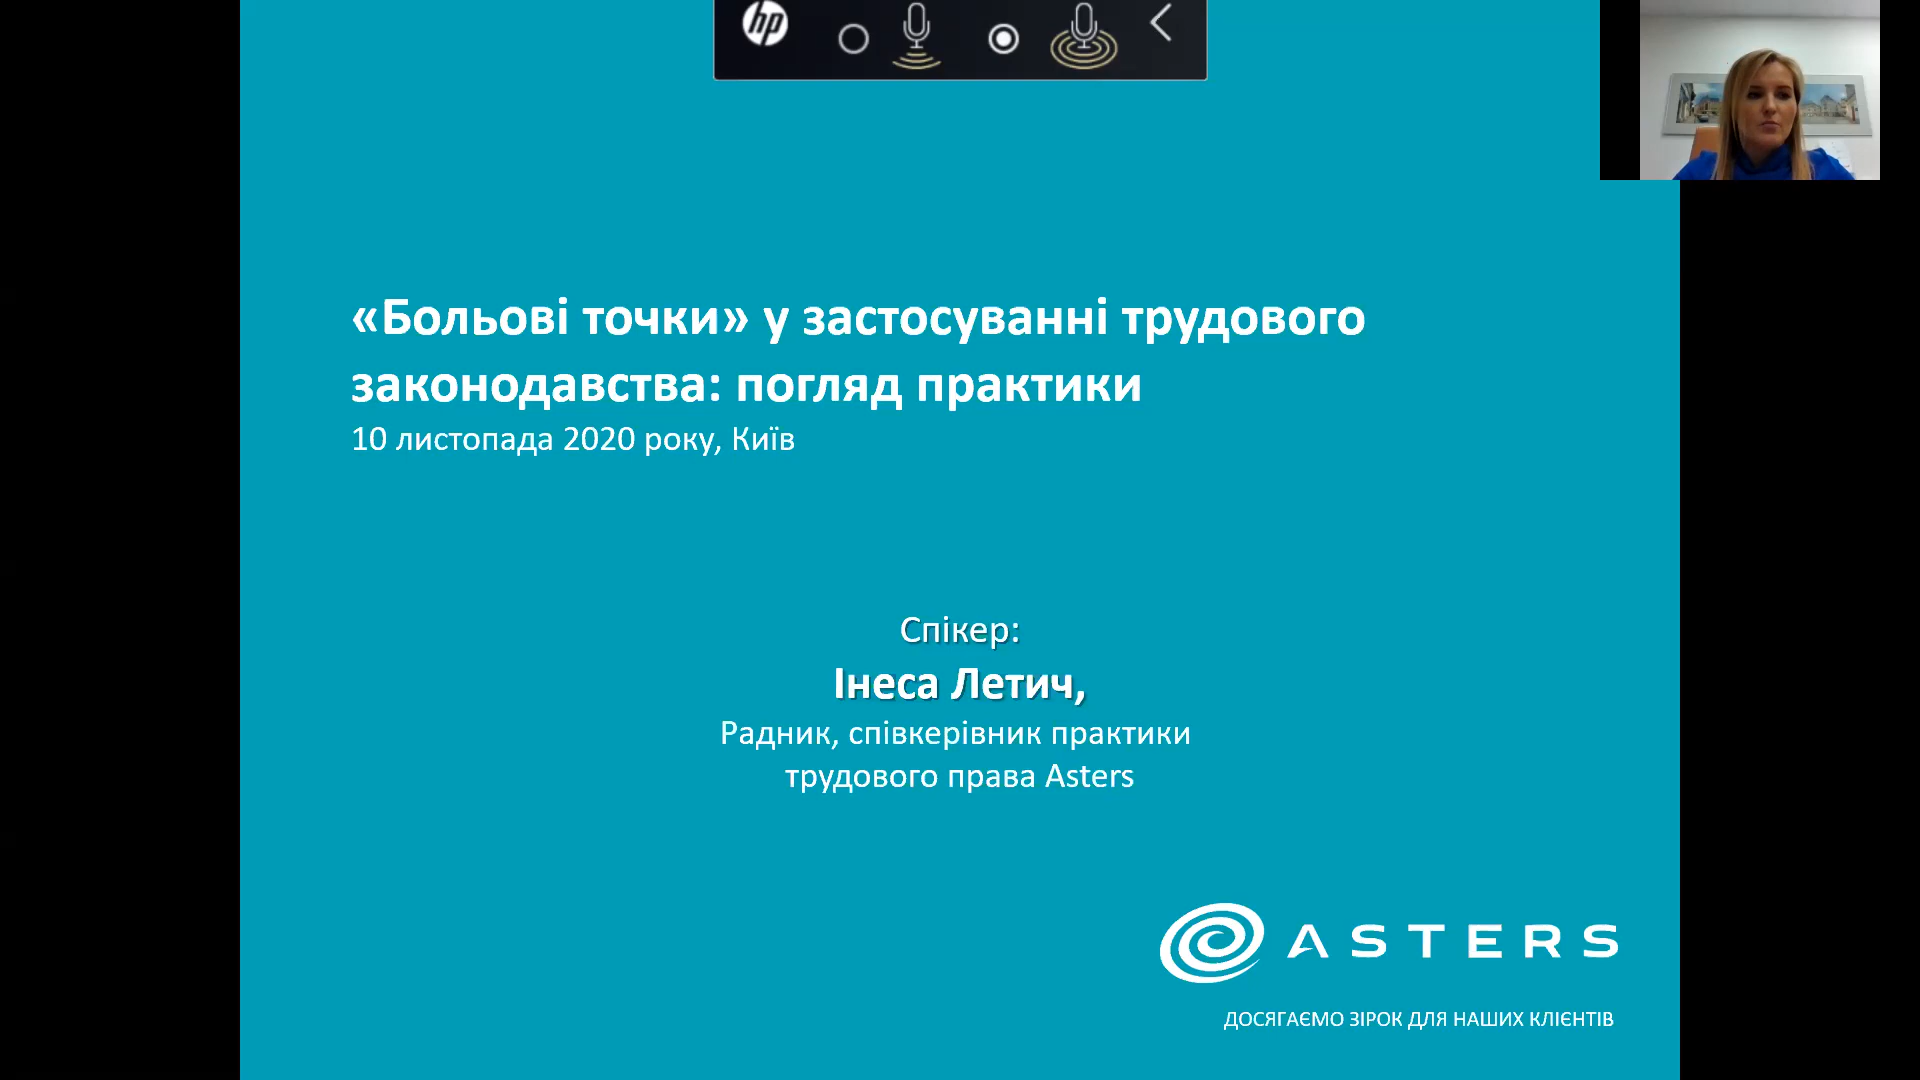 hp
«Больові точки» у застосуванні трудового
законодавства: погляд практики
10 листопада 2020 року, Київ
Спікер:
Інеса Летич,
Радник, співкерівник практики
трудового права Asters
ASTERS
ДОСЯГАЄМО ЗІРОК ДЛЯ НАШИХ КЛІЄНТІВ